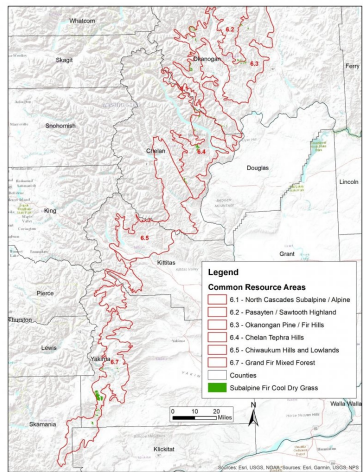 Whatcom
Skagit
Okanogan
6.2
6.3
Ferry
Snohomish
Chelan
6.4
Douglas
Lincoln
King
6.5
Grant
Kittitas
Pierce
Thurston
Lewis
Yakima
6.7
Skamania
Klickitat
Walla Walla
Legend
Common Resource Areas
6.1 - North Cascades Subalpine / Alpine
6.2 - Pasayten / Sawtooth Highland
6.3 - Okanongan Pine / Fir Hills
6.4 - Chelan Tephra Hills
6.5 - Chiwaukum Hills and Lowlands
6.7 - Grand Fir Mixed Forest
Counties
Subalpine Fir Cool Dry Grass
0 10 20
Miles
N
Sources: Esri, USGS, NOAA, Sources: Esri, Garmin, USGS, NPS